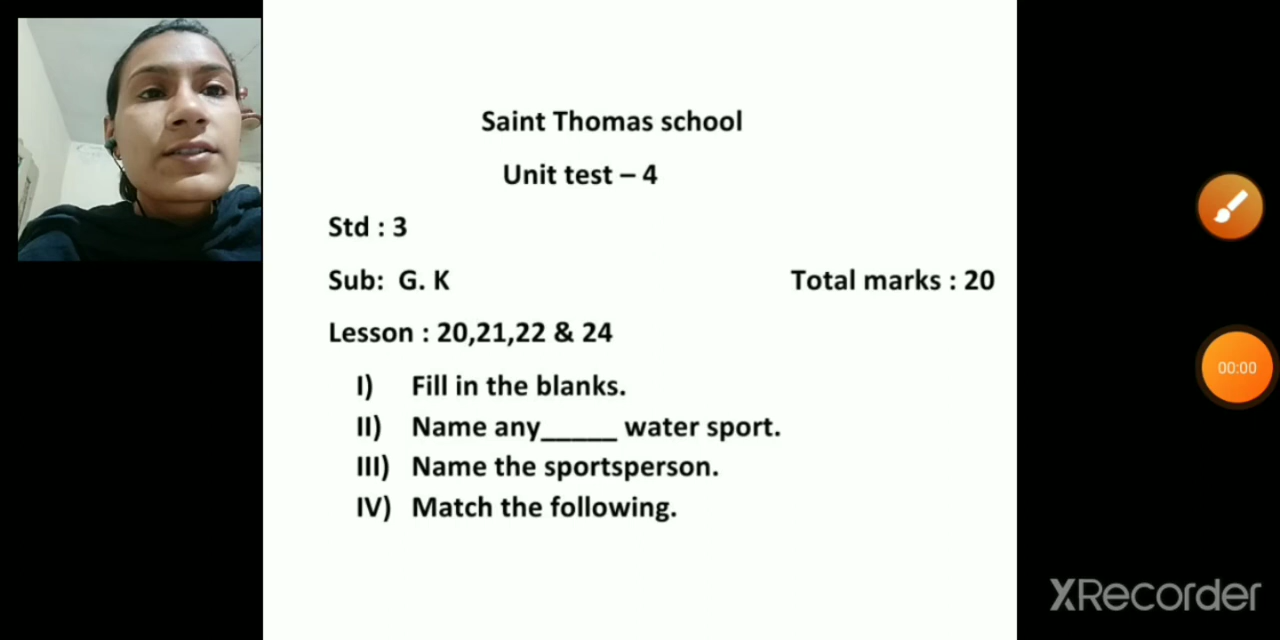 Saint Thomas school
Unit test – 4
Std : 3
Sub:  G. K Total marks : 20
Lesson : 20,21,22 & 24
I) Fill in the blanks.
II) Name any_____ water sport.
III) Name the sportsperson.
IV) Match the following.
00:00
XRecorder